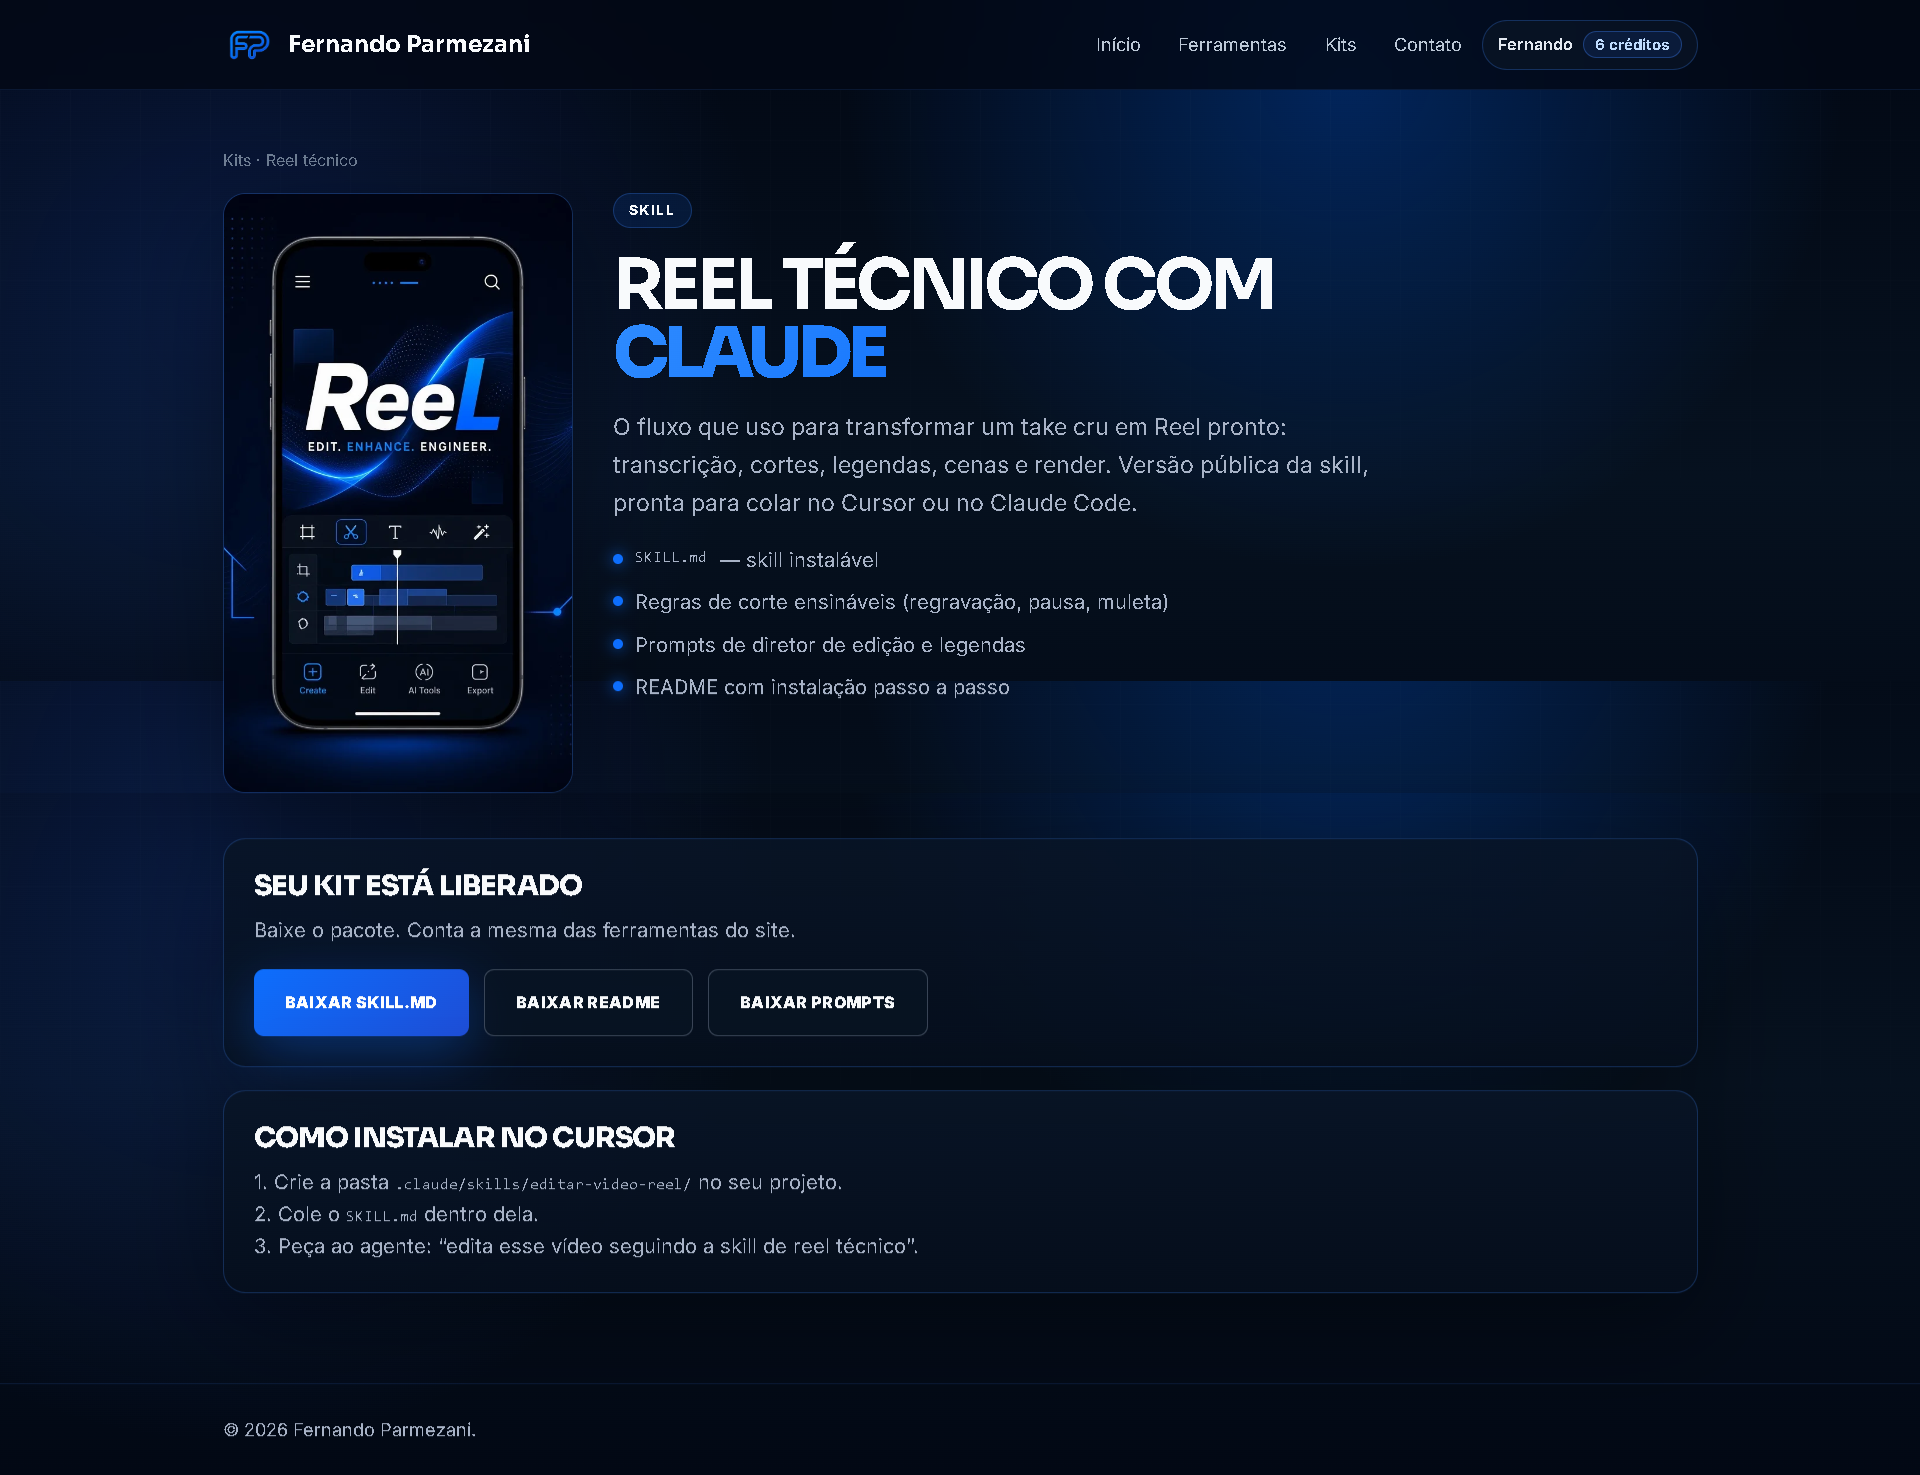 FP Fernando Parmezani
Início Ferramentas Kits Contato Fernando 6 créditos
Kits · Reel técnico
ReeL
EDIT. ENHANCE. ENGINEER.
T
Create Edit AI Tools Export
SKILL
REEL TÉCNICO COM
CLAUDE
O fluxo que uso para transformar um take cru em Reel pronto:
transcrição, cortes, legendas, cenas e render. Versão pública da skill,
pronta para colar no Cursor ou no Claude Code.
SKILL.md — skill instalável
Regras de corte ensináveis (regravação, pausa, muleta)
Prompts de diretor de edição e legendas
README com instalação passo a passo
SEU KIT ESTÁ LIBERADO
Baixe o pacote. Conta a mesma das ferramentas do site.
BAIXAR SKILL.MD BAIXAR README BAIXAR PROMPTS
COMO INSTALAR NO CURSOR
1. Crie a pasta .claude/skills/editar-video-reel/ no seu projeto.
2. Cole o SKILL.md dentro dela.
3. Peça ao agente: “edita esse vídeo seguindo a skill de reel técnico”.
© 2026 Fernando Parmezani.